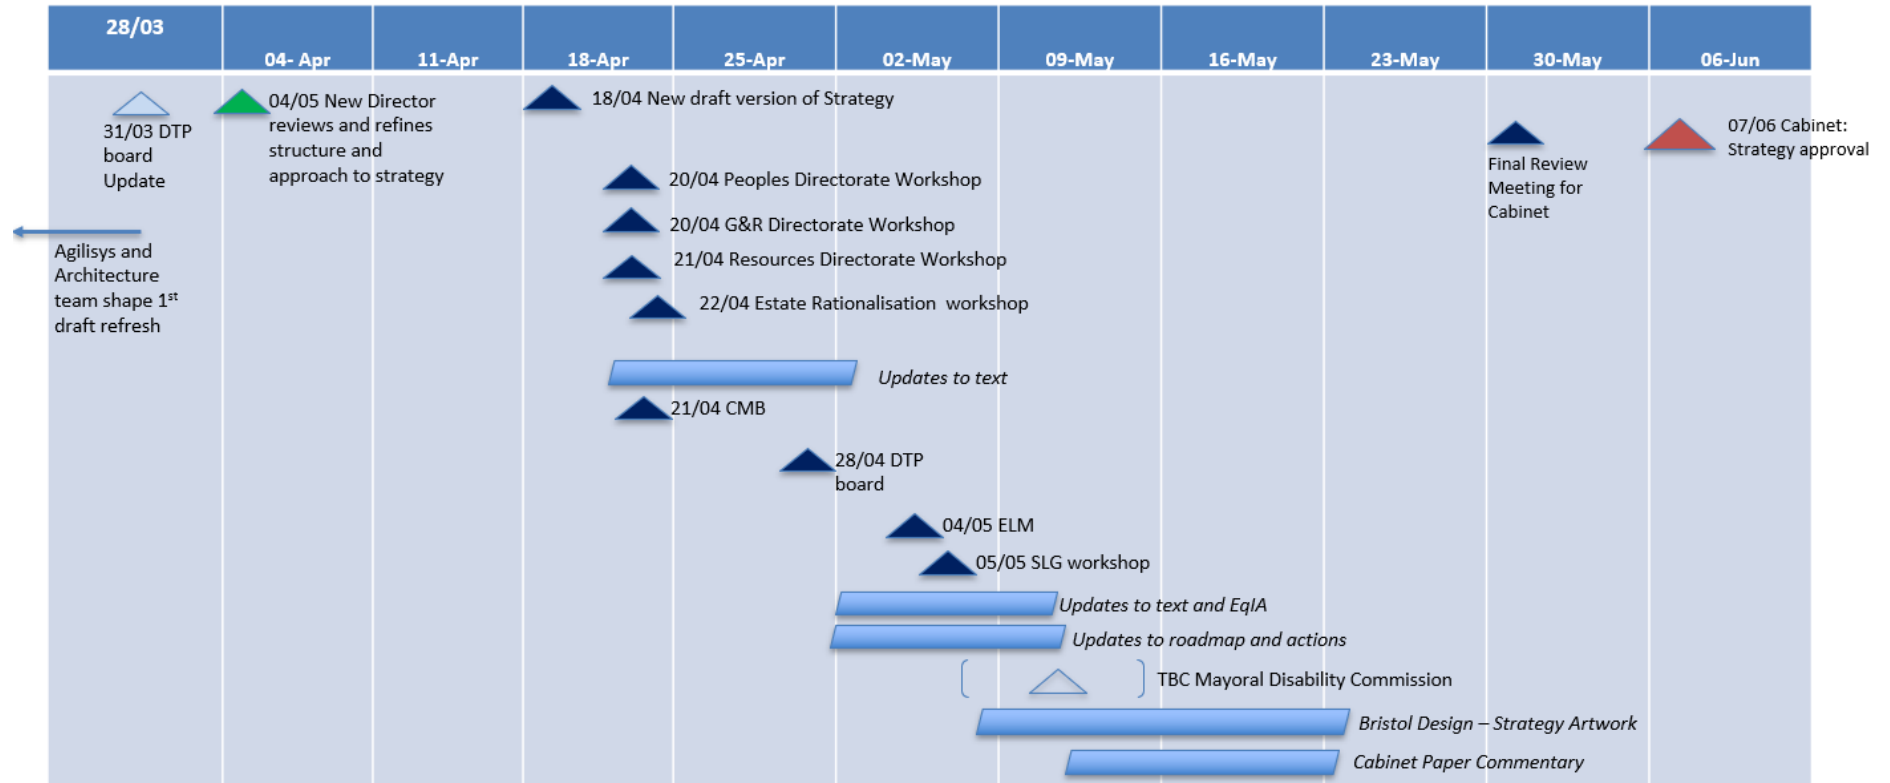 28/03
04- Apr
11-Apr
18-Apr
25-Apr
02-May
09-May
16-May
23-May
30-May
06-Jun
31/03 DTP
board
Update
04/05 New Director
reviews and refines
structure and
approach to strategy
18/04 New draft version of Strategy
Final Review
Meeting for
Cabinet
07/06 Cabinet:
Strategy approval
20/04 Peoples Directorate Workshop
20/04 G&R Directorate Workshop
Agilisys and
Architecture
team shape 1st
draft refresh
21/04 Resources Directorate Workshop
22/04 Estate Rationalisation  workshop
Updates to text
21/04 CMB
28/04 DTP
board
04/05 ELM
05/05 SLG workshop
Updates to text and EqIA
Updates to roadmap and actions
TBC Mayoral Disability Commission
Bristol Design – Strategy Artwork
Cabinet Paper Commentary